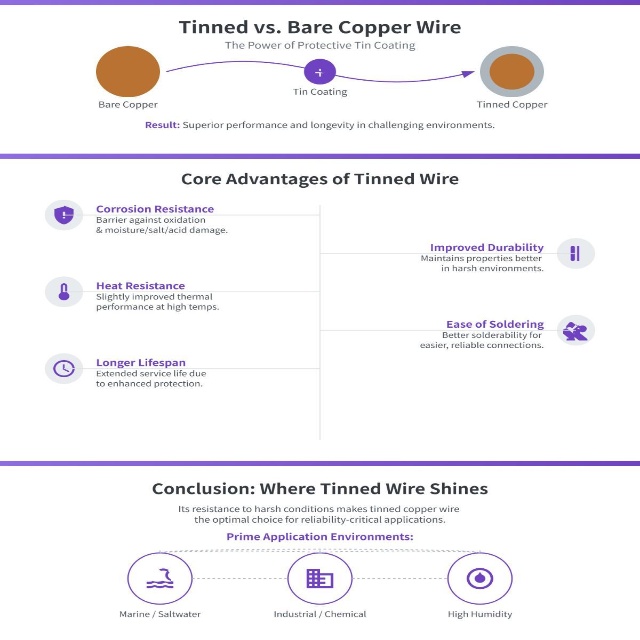 Tinned vs. Bare Copper Wire
The Power of Protective Tin Coating
Bare Copper
Tin Coating
Tinned Copper
Result: Superior performance and longevity in challenging environments.
Core Advantages of Tinned Wire
Corrosion Resistance
Barrier against oxidation
& moisture/salt/acid damage.
Improved Durability
Maintains properties better
in harsh environments.
Heat Resistance
Slightly improved thermal
performance at high temps.
Ease of Soldering
Better solderability for
easier, reliable connections.
Longer Lifespan
Extended service life due
to enhanced protection.
Conclusion: Where Tinned Wire Shines
Its resistance to harsh conditions makes tinned copper wire
the optimal choice for reliability-critical applications.
Prime Application Environments:
Marine / Saltwater
Industrial / Chemical
High Humidity